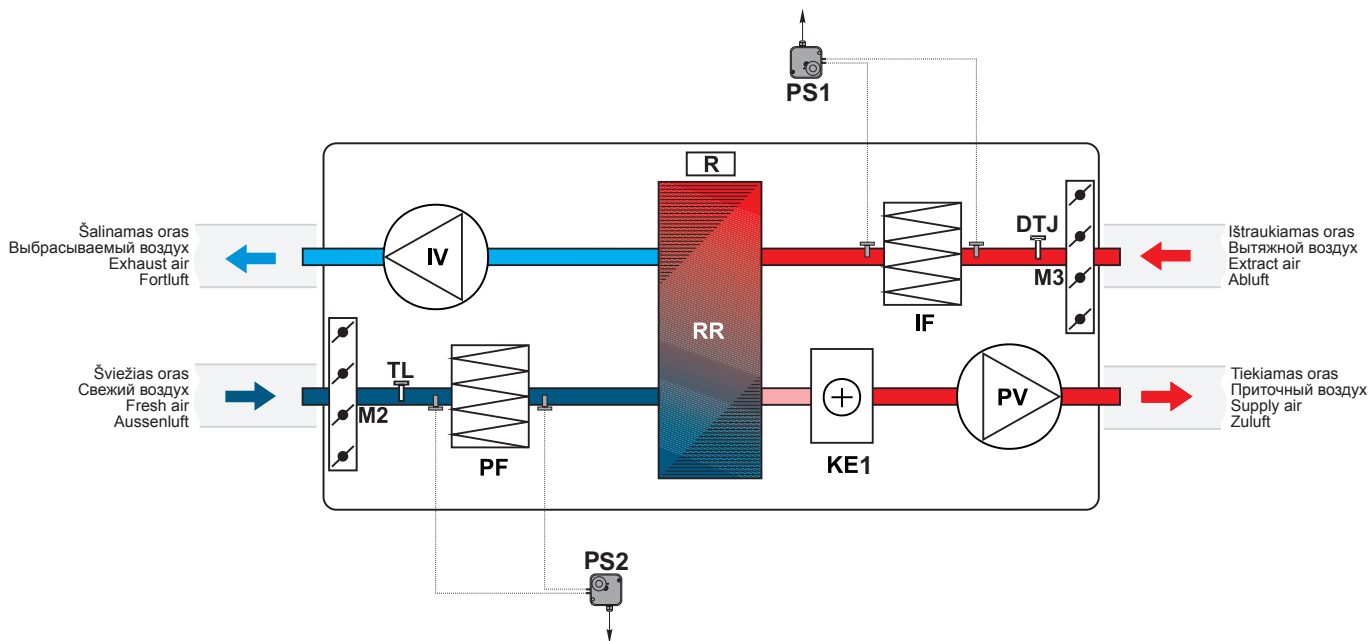 PS1
R
Šalinamas oras
Выбрасываемый воздух
Exhaust air
Fortluft
IV
DTJ
M3
IF
Ištraukiamas oras
Вытяжной воздух
Extract air
Abluft
RR
Šviežias oras
Свежий воздух
Fresh air
Aussenluft
TL
M2
PF
KE1
PV
Tiekiamas oras
Приточный воздух
Supply air
Zuluft
PS2